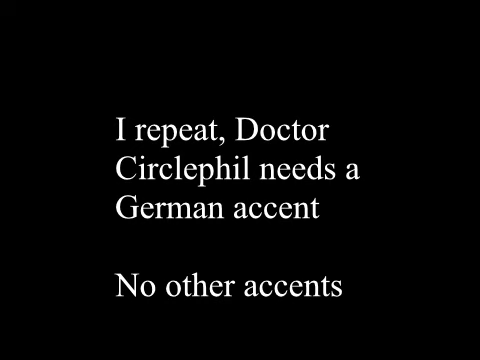 I repeat, Doctor
Circlephil needs a
German accent
No other accents